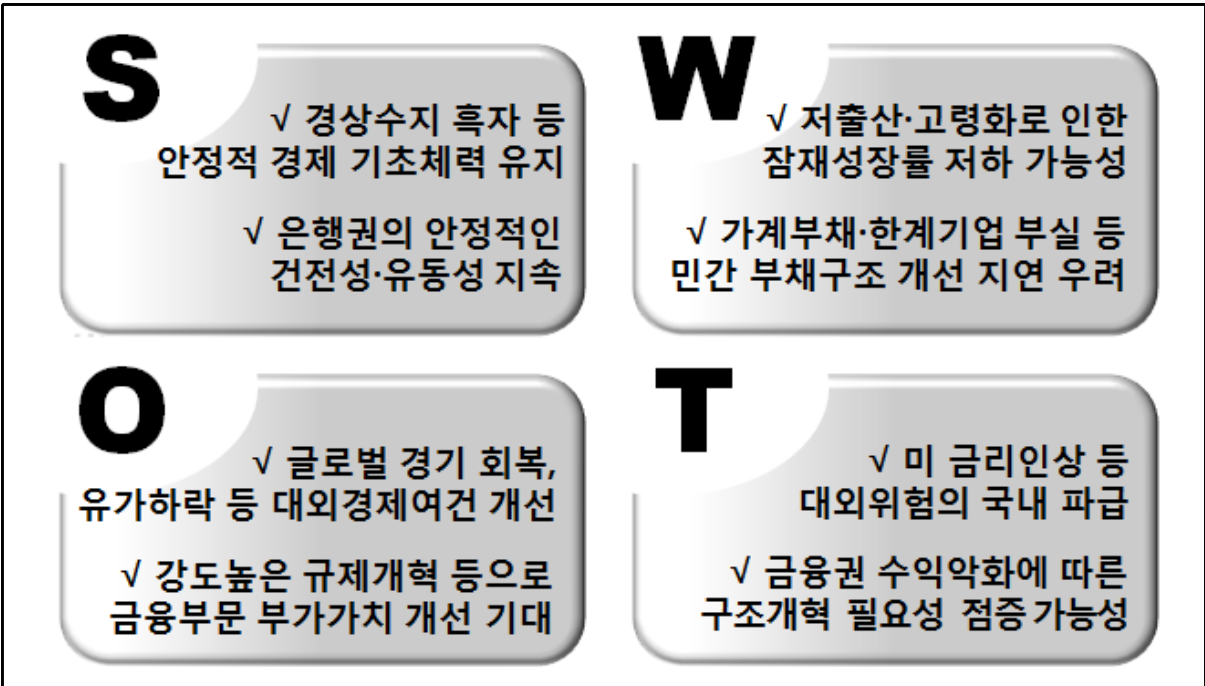 S
√ 경상수지 흑자 등
안정적 경제 기초체력 유지
√ 은행권의 안정적인
건전성·유동성 지속
W
√ 저출산·고령화로 인한
잠재성장률 저하 가능성
√ 가계부채·한계기업 부실 등
민간 부채구조 개선 지연 우려
O
√ 글로벌 경기 회복,
유가하락 등 대외경제여건 개선
√ 강도높은 규제개혁 등으로
금융부문 부가가치 개선 기대
T
√ 미 금리인상 등
대외위험의 국내 파급
√ 금융권 수익악화에 따른
구조개혁 필요성 점증 가능성